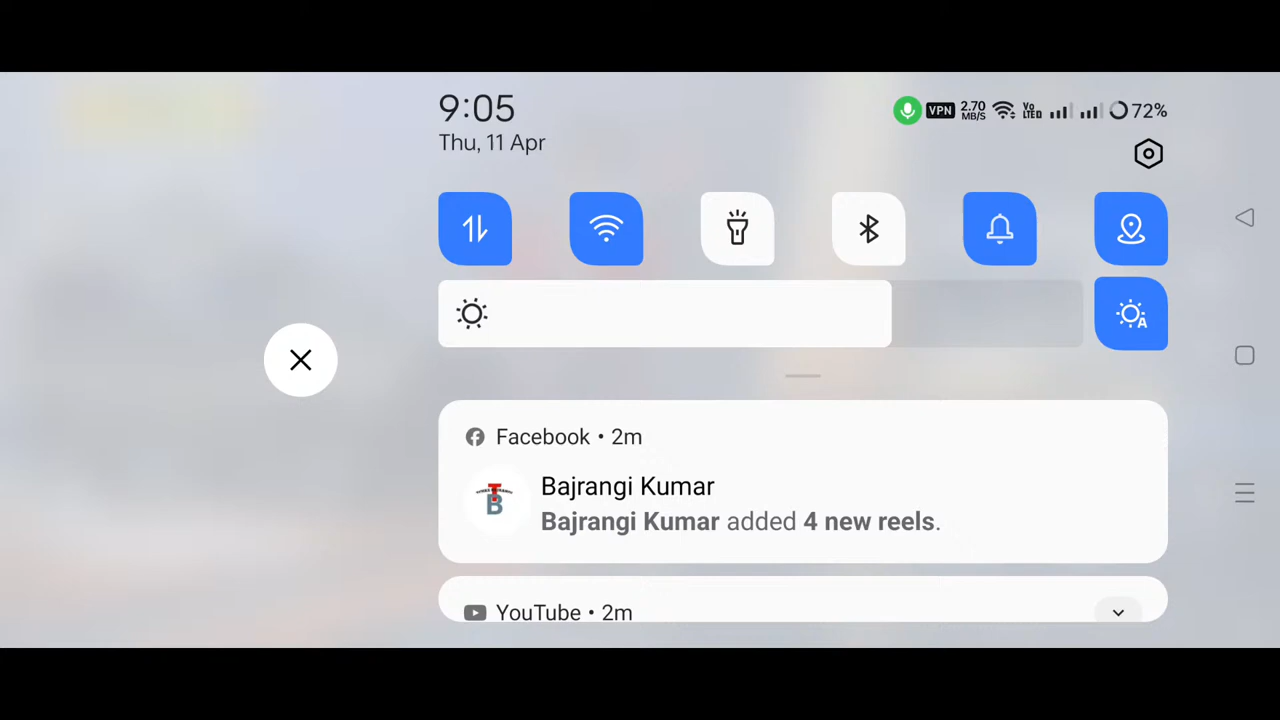 9:05
Thu, 11 Apr
VPN 2.70 MB/S Vo LTE 72%
A
Facebook • 2m
Bajrangi Kumar
Bajrangi Kumar added 4 new reels.
TB
YouTube • 2m